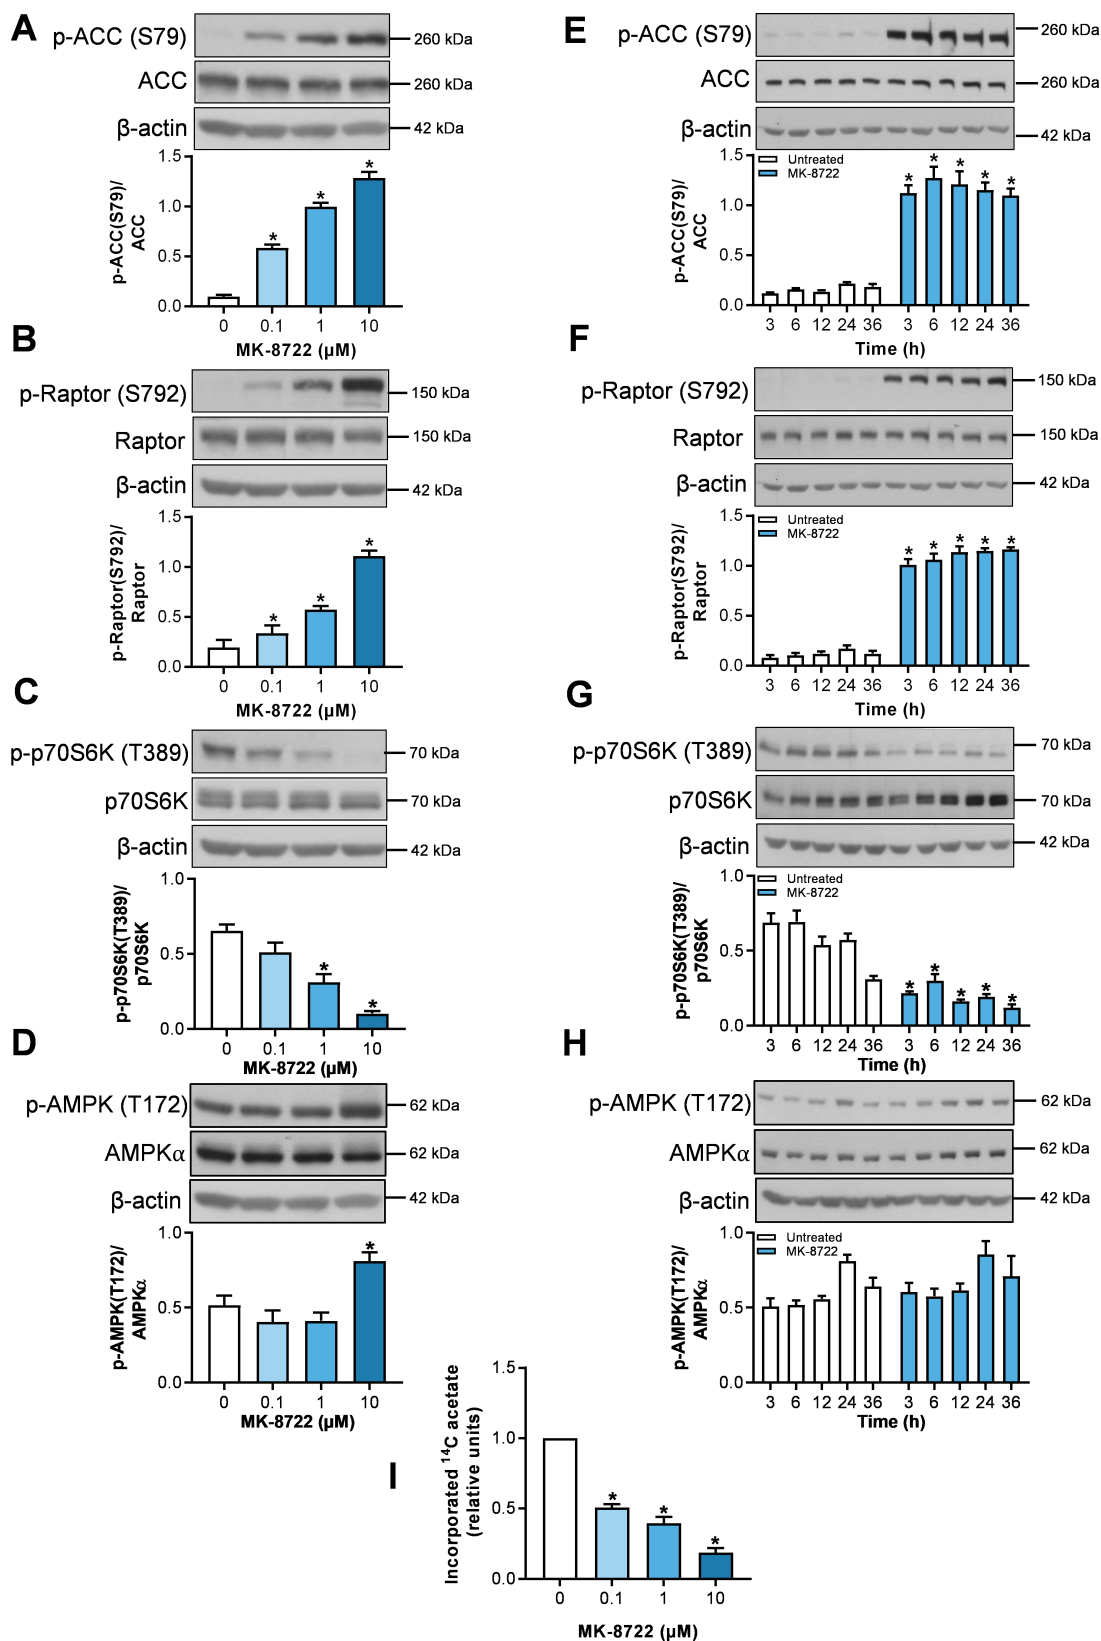 A
p-ACC (S79)
260 kDa
ACC
260 kDa
β-actin
42 kDa
p-ACC(S79)/
ACC
1.5
1.0
0.5
0.0
* * *
0 0.1 1 10
MK-8722 (µM)
B
p-Raptor (S792)
150 kDa
Raptor
150 kDa
β-actin
42 kDa
p-Raptor(S792)/
Raptor
1.5
1.0
0.5
0.0
* * *
0 0.1 1 10
MK-8722 (µM)
C
p-p70S6K (T389)
70 kDa
p70S6K
70 kDa
β-actin
42 kDa
p-p70S6K(T389)/
p70S6K
1.0
0.5
0.0
* *
0 0.1 1 10
MK-8722 (µM)
D
p-AMPK (T172)
62 kDa
AMPKα
62 kDa
β-actin
42 kDa
p-AMPK(T172)/
AMPKα
1.0
0.5
0.0
*
0 0.1 1 10
MK-8722 (µM)
E
p-ACC (S79)
260 kDa
ACC
260 kDa
β-actin
42 kDa
p-ACC(S79)/
ACC
1.5
1.0
0.5
0.0
Untreated
MK-8722
* * * * *
3 6 12 24 36 3 6 12 24 36
Time (h)
F
p-Raptor (S792)
150 kDa
Raptor
150 kDa
β-actin
42 kDa
p-Raptor(S792)/
Raptor
1.5
1.0
0.5
0.0
Untreated
MK-8722
* * * * *
3 6 12 24 36 3 6 12 24 36
Time (h)
G
p-p70S6K (T389)
70 kDa
p70S6K
70 kDa
β-actin
42 kDa
p-p70S6K(T389)/
p70S6K
1.0
0.5
0.0
Untreated
MK-8722
* * * * *
3 6 12 24 36 3 6 12 24 36
Time (h)
H
p-AMPK (T172)
62 kDa
AMPKα
62 kDa
β-actin
42 kDa
p-AMPK(T172)/
AMPKα
1.0
0.5
0.0
Untreated
MK-8722
3 6 12 24 36 3 6 12 24 36
Time (h)
I
Incorporated ¹⁴C acetate
(relative units)
1.5
1.0
0.5
0.0
* * *
0 0.1 1 10
MK-8722 (µM)